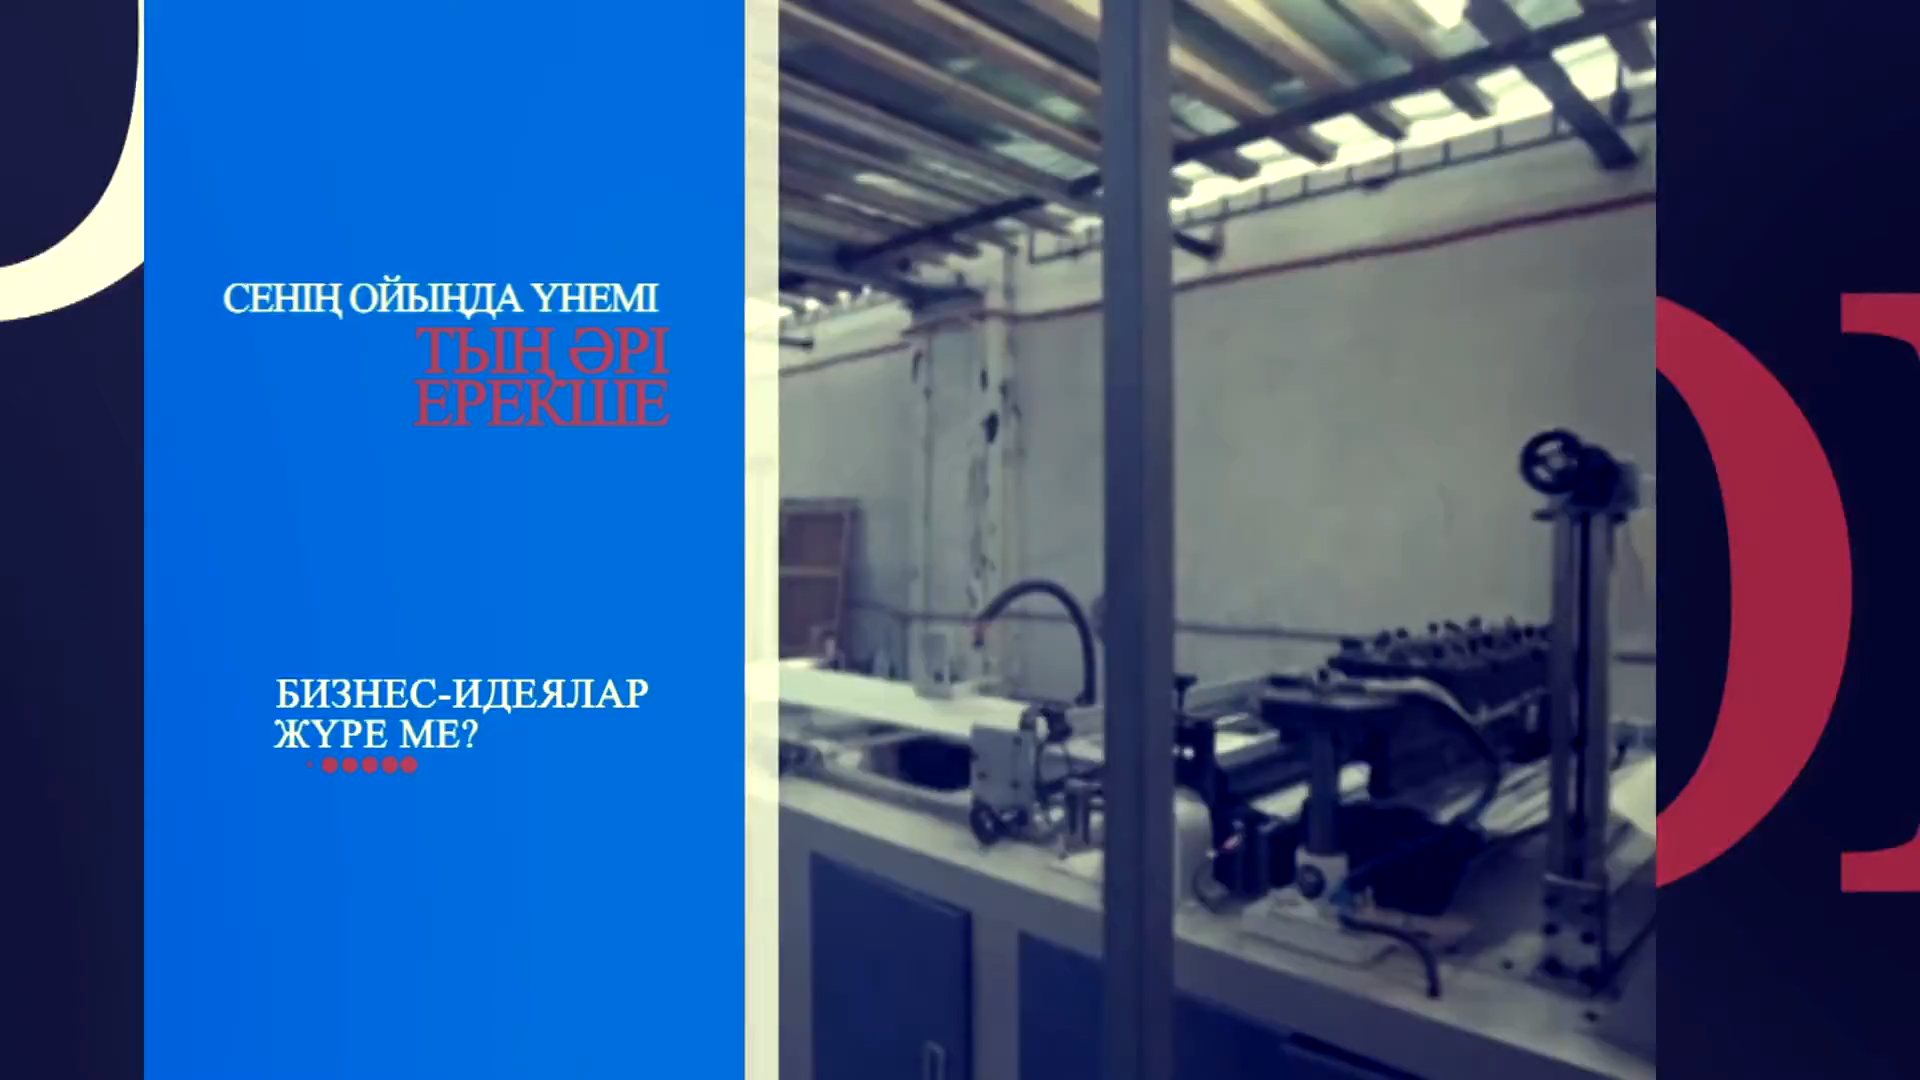 СЕНІҢ ОЙЫҢДА ҮНЕМІ
ТЫҢ ӘРІ
ЕРЕКШЕ
БИЗНЕС-ИДЕЯЛАР
ЖҮРЕ МЕ?